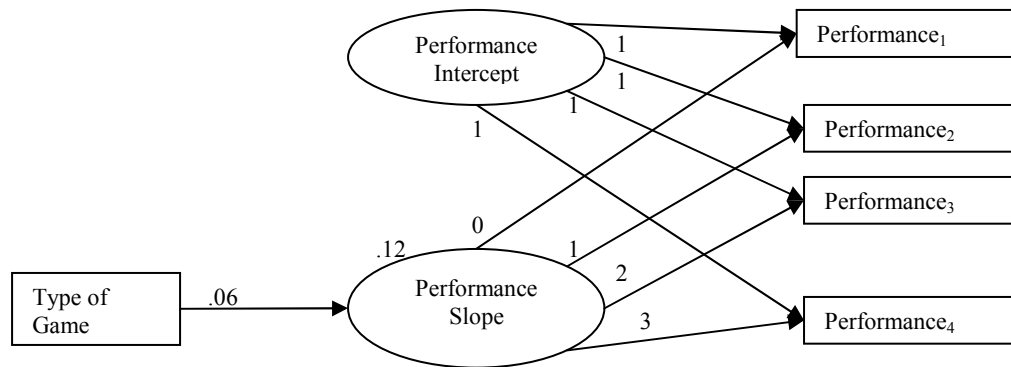 Performance
Intercept
Performance₁
1
1
Performance₂
1
1
Performance₃
0
.12
1
2
Type of
Game
.06
Performance
Slope
3
Performance₄